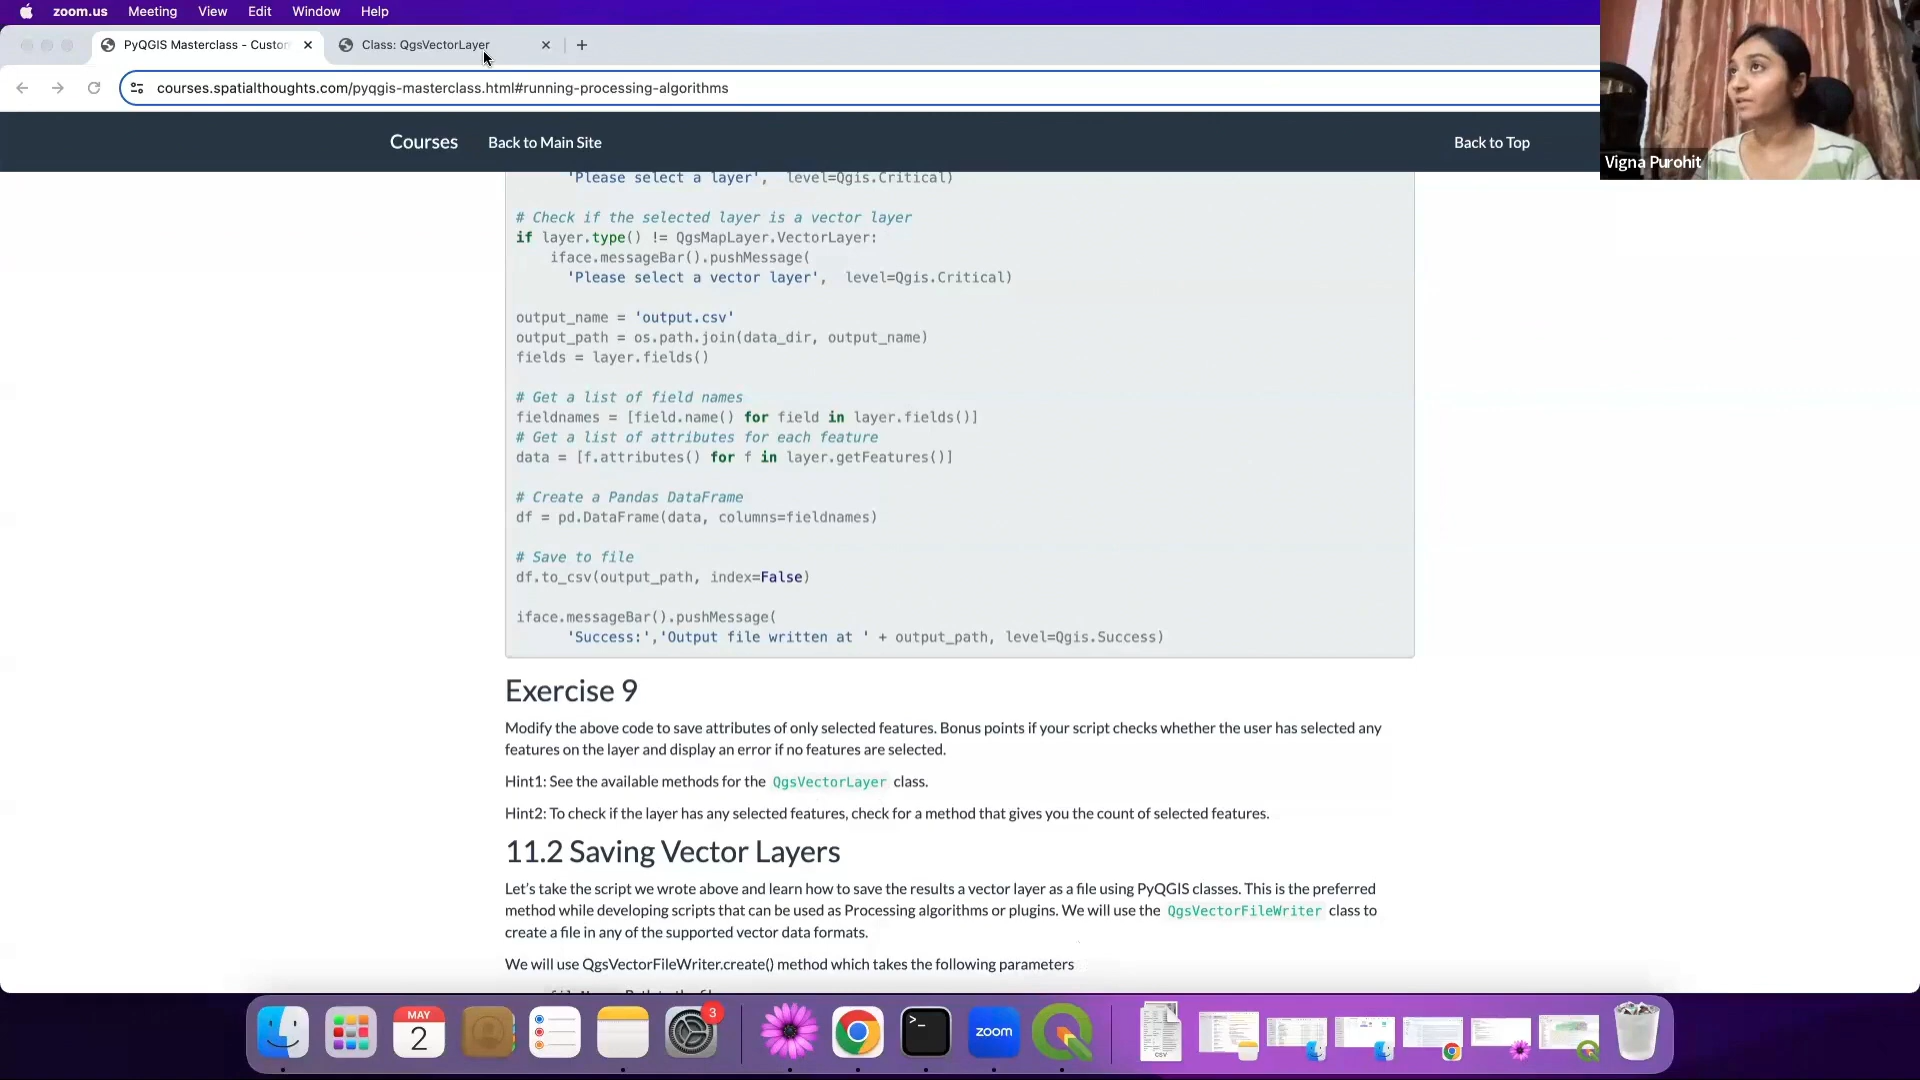 zoom.us Meeting View Edit Window Help
PyQGIS Masterclass - Custon
Class: QgsVectorLayer
courses.spatialthoughts.com/pyqgis-masterclass.html#running-processing-algorithms
Courses Back to Main Site Back to Top
Vigna Purohit
'Please select a layer', level=Qgis.Critical)
# Check if the selected layer is a vector layer
if layer.type() != QgsMapLayer.VectorLayer:
iface.messageBar().pushMessage(
'Please select a vector layer', level=Qgis.Critical)
output_name = 'output.csv'
output_path = os.path.join(data_dir, output_name)
fields = layer.fields()
# Get a list of field names
fieldnames = [field.name() for field in layer.fields()]
# Get a list of attributes for each feature
data = [f.attributes() for f in layer.getFeatures()]
# Create a Pandas DataFrame
df = pd.DataFrame(data, columns=fieldnames)
# Save to file
df.to_csv(output_path, index=False)
iface.messageBar().pushMessage(
'Success:','Output file written at ' + output_path, level=Qgis.Success)
Exercise 9
Modify the above code to save attributes of only selected features. Bonus points if your script checks whether the user has selected any
features on the layer and display an error if no features are selected.
Hint1: See the available methods for the QgsVectorLayer class.
Hint2: To check if the layer has any selected features, check for a method that gives you the count of selected features.
11.2 Saving Vector Layers
Let's take the script we wrote above and learn how to save the results a vector layer as a file using PyQGIS classes. This is the preferred
method while developing scripts that can be used as Processing algorithms or plugins. We will use the QgsVectorFileWriter class to
create a file in any of the supported vector data formats.
We will use QgsVectorFileWriter.create() method which takes the following parameters
MAY
2
3
>_
zoom
CSV